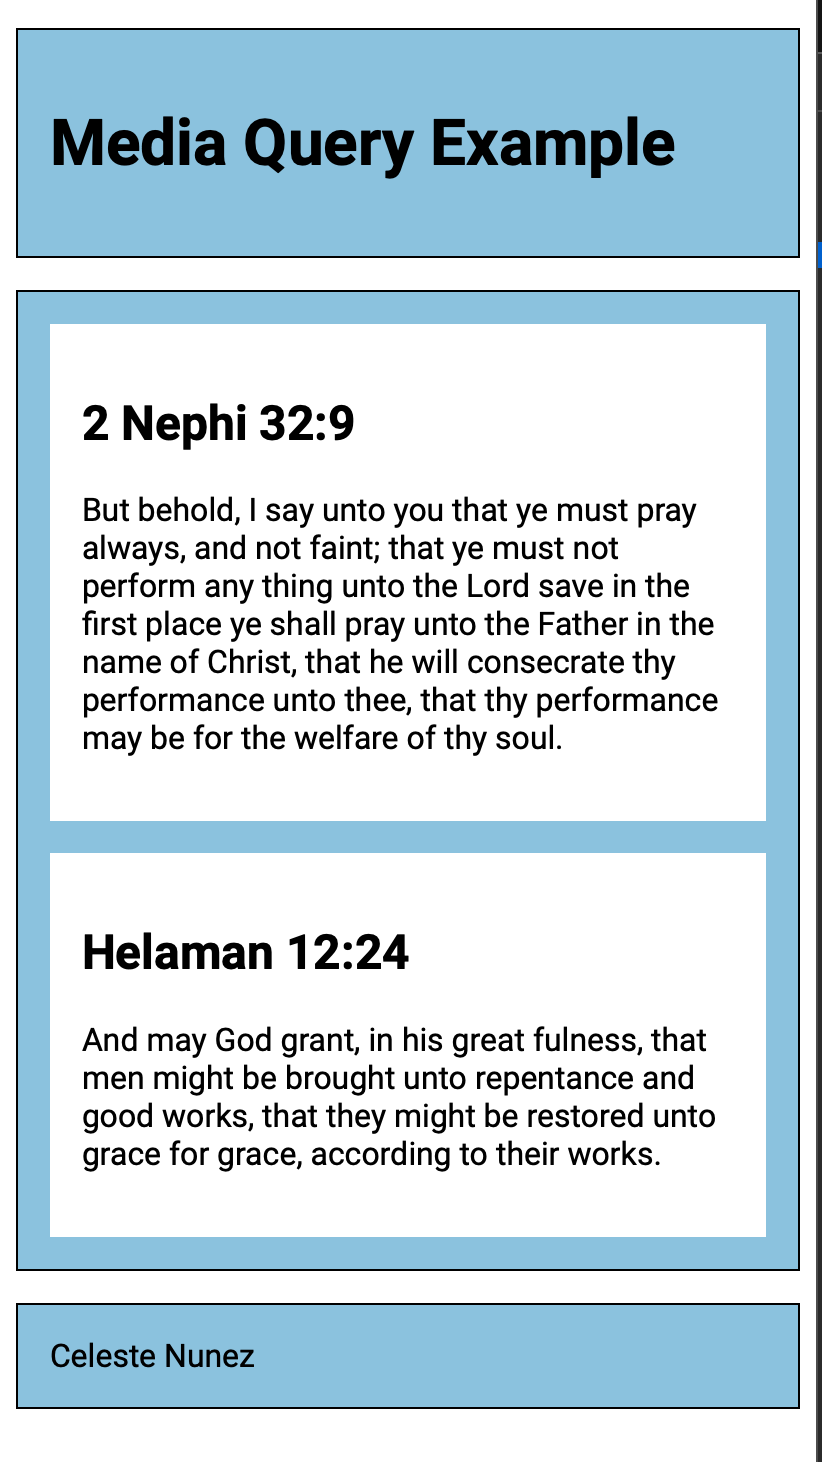 Media Query Example
2 Nephi 32:9
But behold, I say unto you that ye must pray
always, and not faint; that ye must not
perform any thing unto the Lord save in the
first place ye shall pray unto the Father in the
name of Christ, that he will consecrate thy
performance unto thee, that thy performance
may be for the welfare of thy soul.
Helaman 12:24
And may God grant, in his great fulness, that
men might be brought unto repentance and
good works, that they might be restored unto
grace for grace, according to their works.
Celeste Nunez